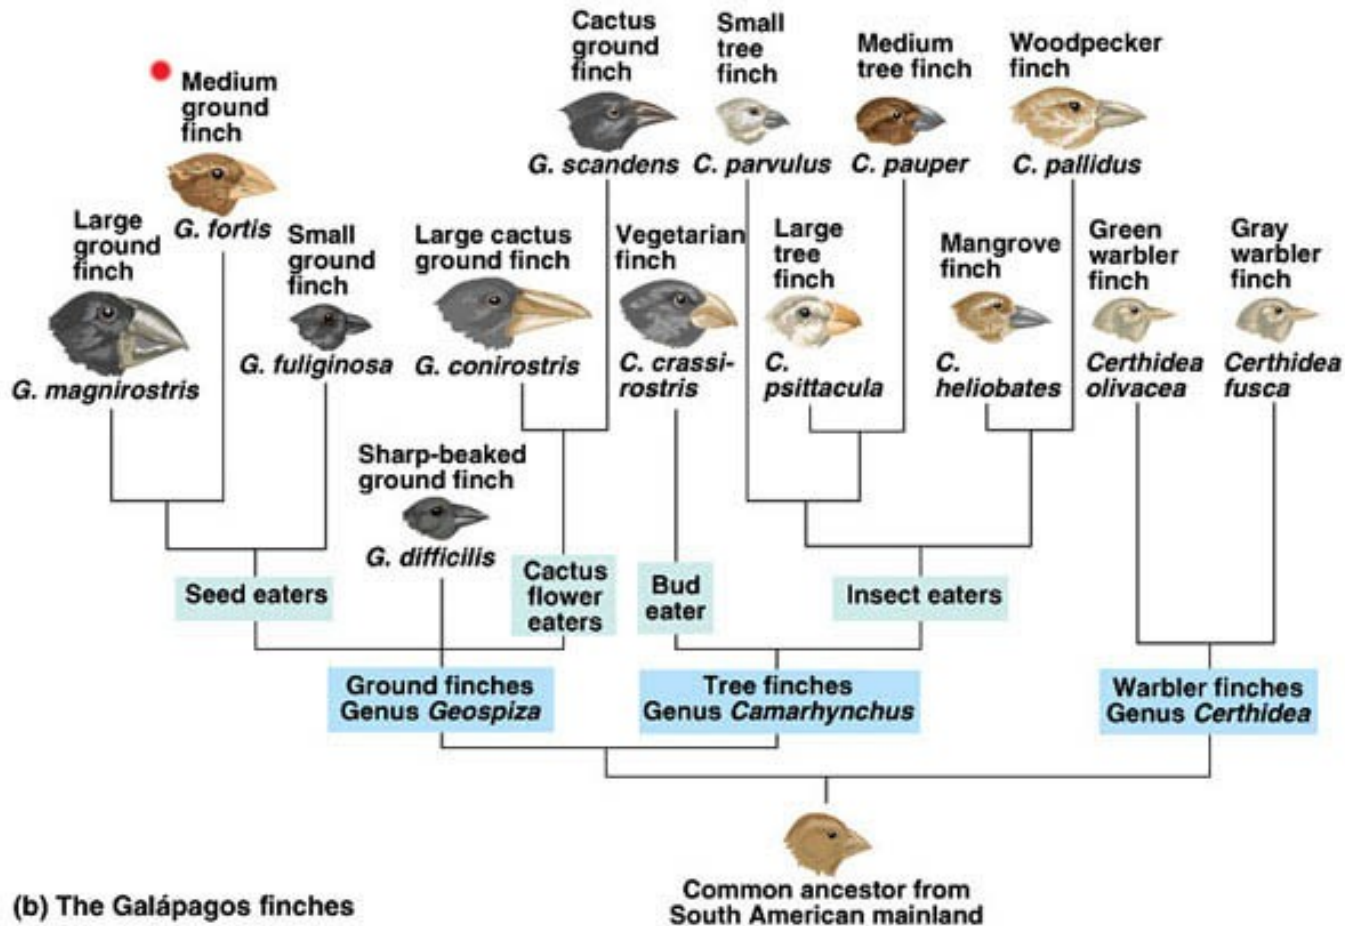 Cactus
ground
finch
G. scandens
Small
tree
finch
C. parvulus
Medium
tree finch
C. pauper
Woodpecker
finch
C. pallidus
Medium
ground
finch
G. fortis
Large
ground
finch
G. magnirostris
Small
ground
finch
G. fuliginosa
Large cactus
ground finch
G. conirostris
Vegetarian
finch
C. crassi-
rostris
Large
tree
finch
C.
psittacula
Mangrove
finch
C.
heliobates
Green
warbler
finch
Certhidea
olivacea
Gray
warbler
finch
Certhidea
fusca
Sharp-beaked
ground finch
G. difficilis
Seed eaters
Cactus
flower
eaters
Bud
eater
Insect eaters
Ground finches
Genus Geospiza
Tree finches
Genus Camarhynchus
Warbler finches
Genus Certhidea
Common ancestor from
South American mainland
(b) The Galápagos finches